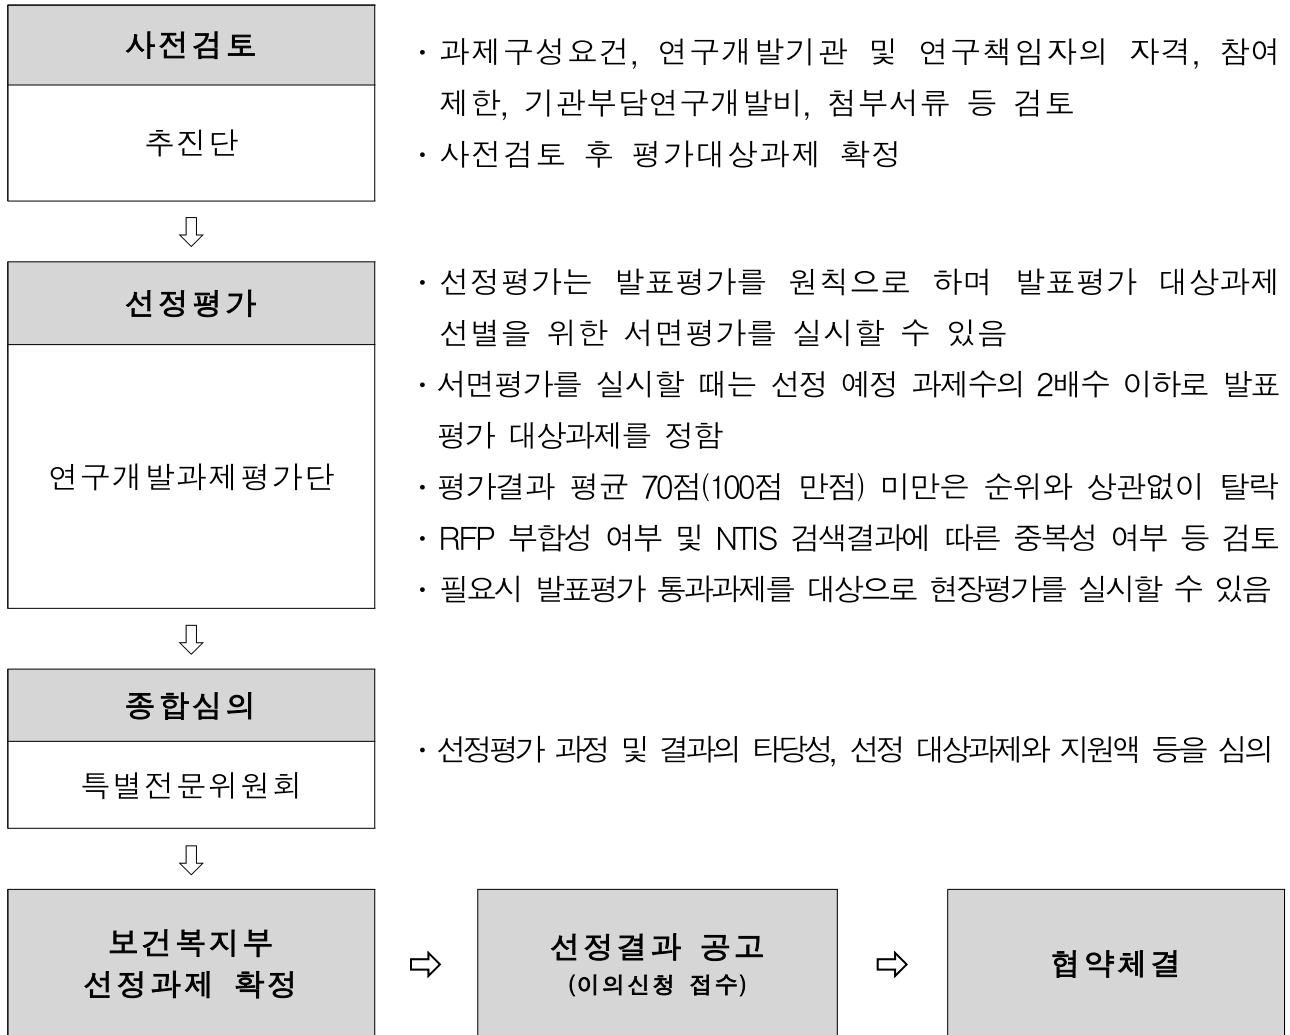 사전검토
추진단
· 과제구성요건, 연구개발기관 및 연구책임자의 자격, 참여
제한, 기관부담연구개발비, 첨부서류 등 검토
· 사전검토 후 평가대상과제 확정
⇩
선정평가
연구개발과제평가단
· 선정평가는 발표평가를 원칙으로 하며 발표평가 대상과제
선별을 위한 서면평가를 실시할 수 있음
· 서면평가를 실시할 때는 선정 예정 과제수의 2배수 이하로 발표
평가 대상과제를 정함
· 평가결과 평균 70점(100점 만점) 미만은 순위와 상관없이 탈락
· RFP 부합성 여부 및 NTIS 검색결과에 따른 중복성 여부 등 검토
· 필요시 발표평가 통과과제를 대상으로 현장평가를 실시할 수 있음
⇩
종합심의
특별전문위원회
· 선정평가 과정 및 결과의 타당성, 선정 대상과제와 지원액 등을 심의
⇩
보건복지부
선정과제 확정
⇨
선정결과 공고
(이의신청 접수)
⇨
협약체결